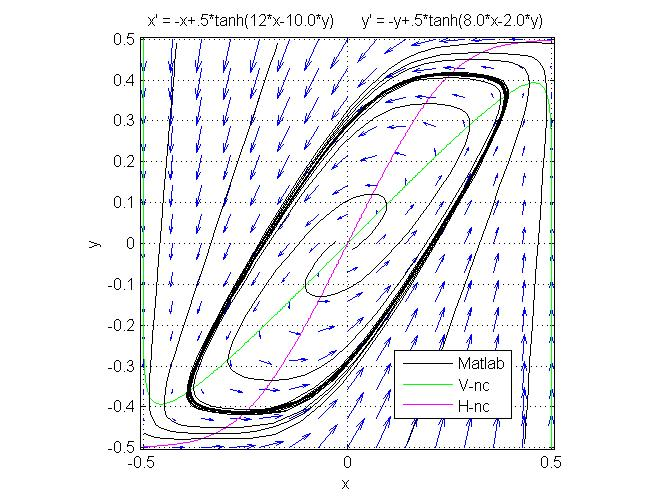 x' = -x+.5*tanh(12*x-10.0*y) y' = -y+.5*tanh(8.0*x-2.0*y)
0.5
0.4
0.3
0.2
0.1
0
-0.1
-0.2
-0.3
-0.4
-0.5
y
Matlab
V-nc
H-nc
-0.5 0 0.5
x